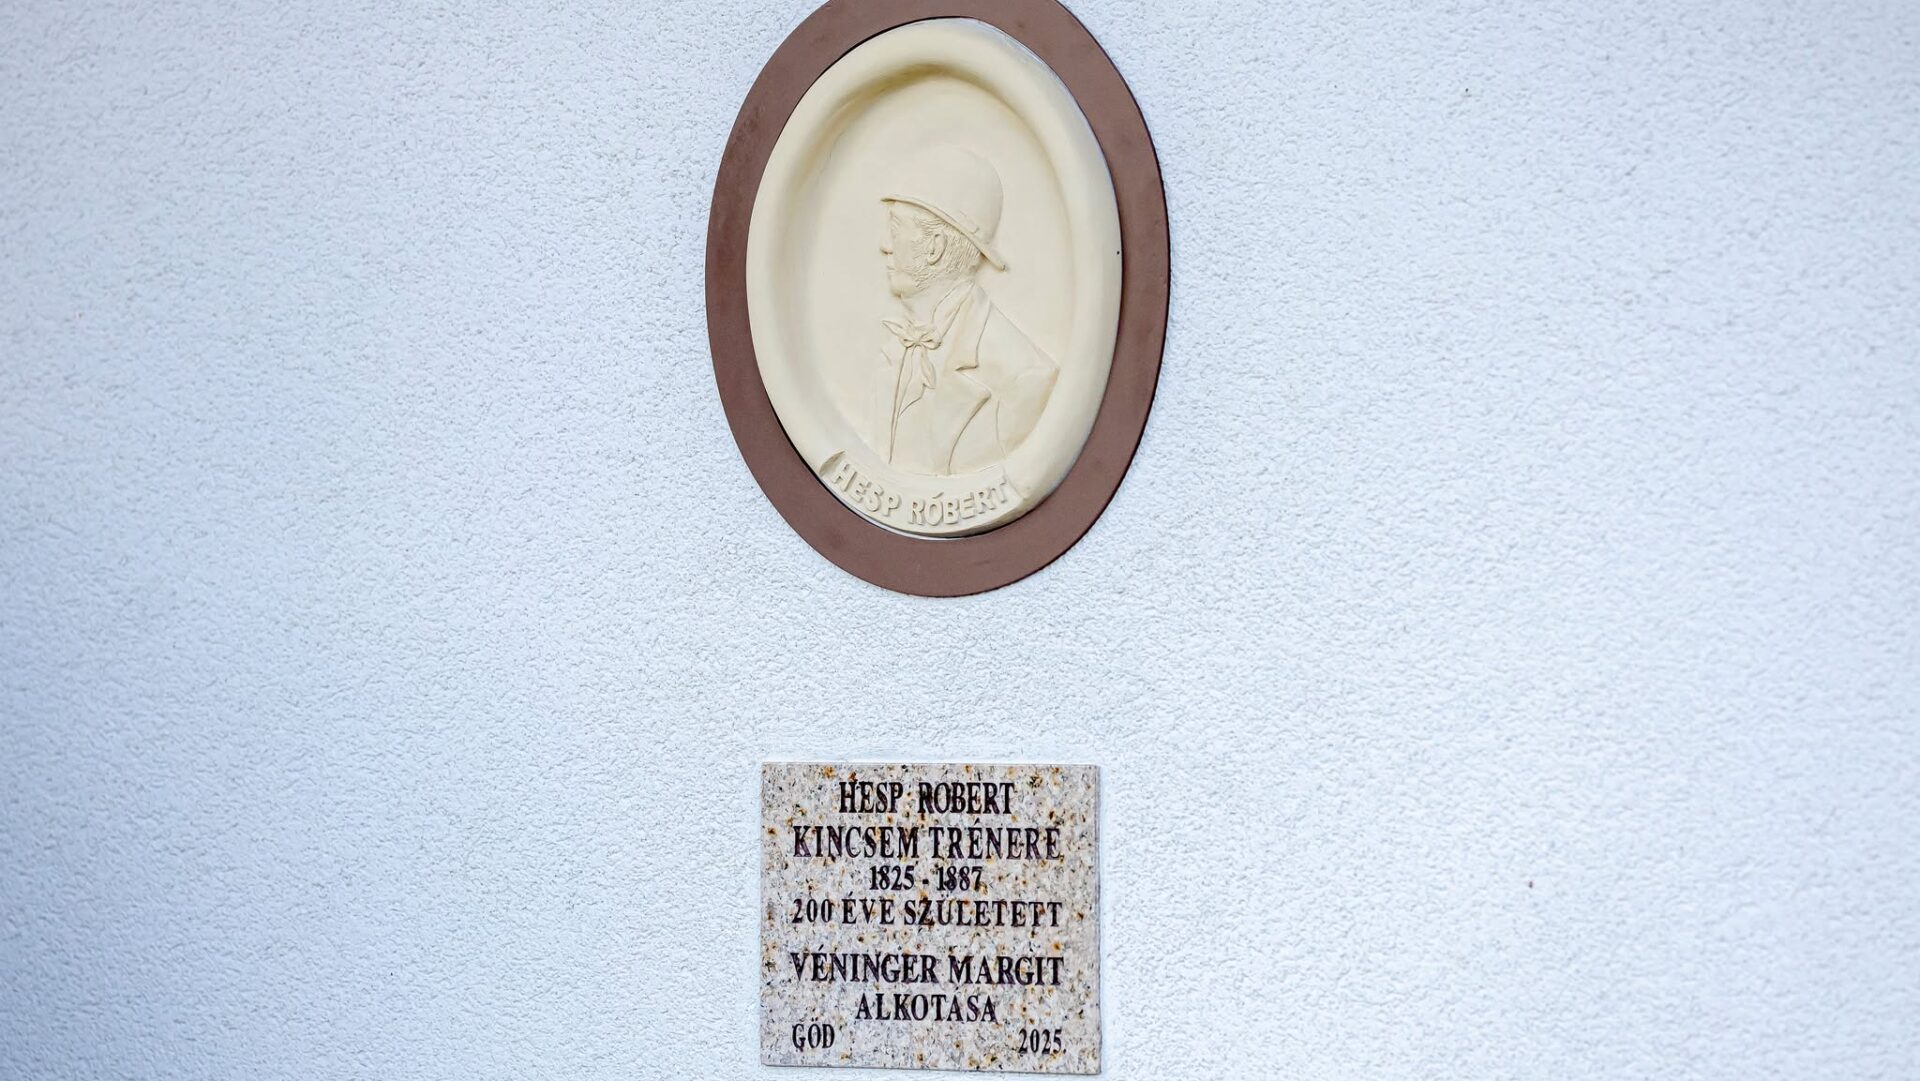 HESP RÓBERT
HESP RÓBERT
KINCSEM TRÉNERE
1825 - 1887
200 ÉVE SZÜLETETT
VÉNINGER MARGIT
ALKOTÁSA
GÖD 2025.